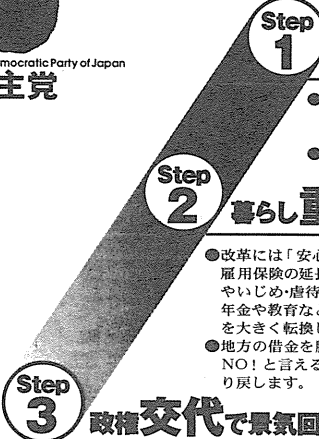 mocratic Party of Japan
主党
Step
1
Step
2
暮らし重
●改革には「安心
雇用保険の延長
やいじめ・虐待
年金や教育な
を大きく転換し
●地方の借金を
NO！と言える
り戻します。
Step
3
政権交代で景気回